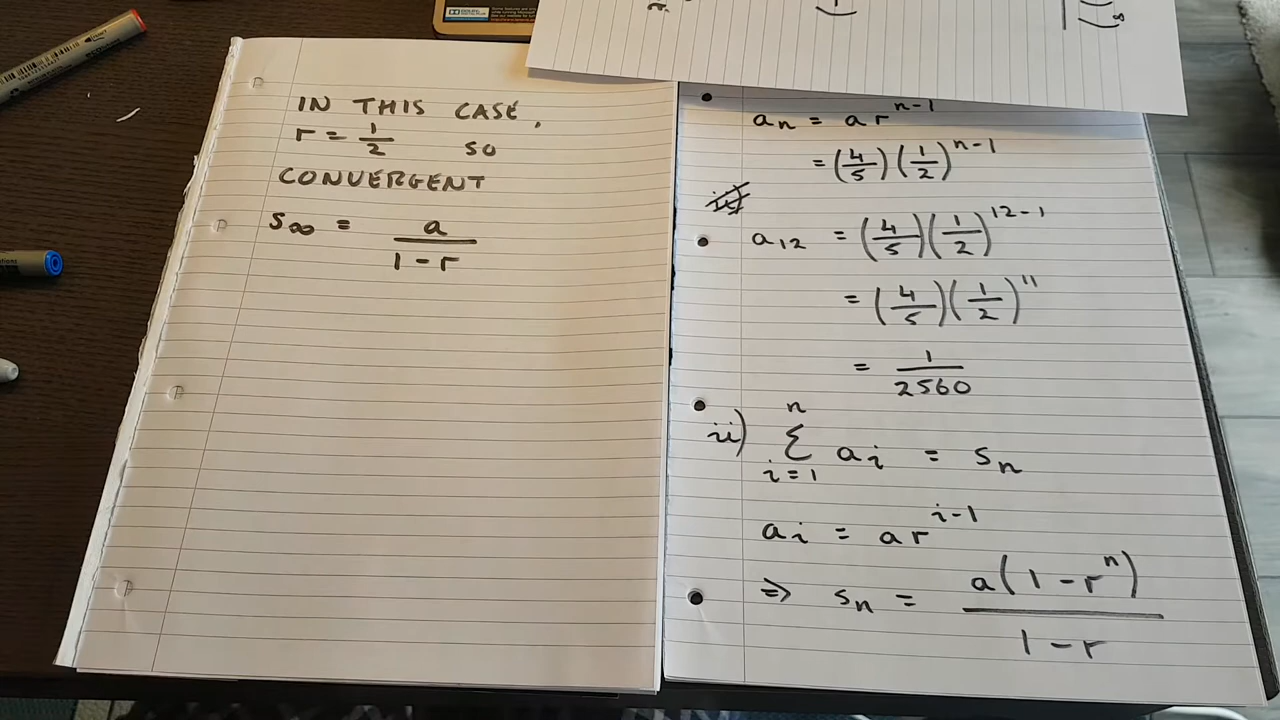 IN THIS CASE,
r = 1/2 so
CONVERGENT
S∞ = a/(1-r)
aₙ = ar^(n-1)
= (4/5)(1/2)^(n-1)
a₁₂ = (4/5)(1/2)^(12-1)
= (4/5)(1/2)^11
= 1/2560
ii) Σ_{i=1}^{n} aᵢ = Sₙ
aᵢ = ar^(i-1)
⇒ Sₙ = a(1-r^n)/(1-r)